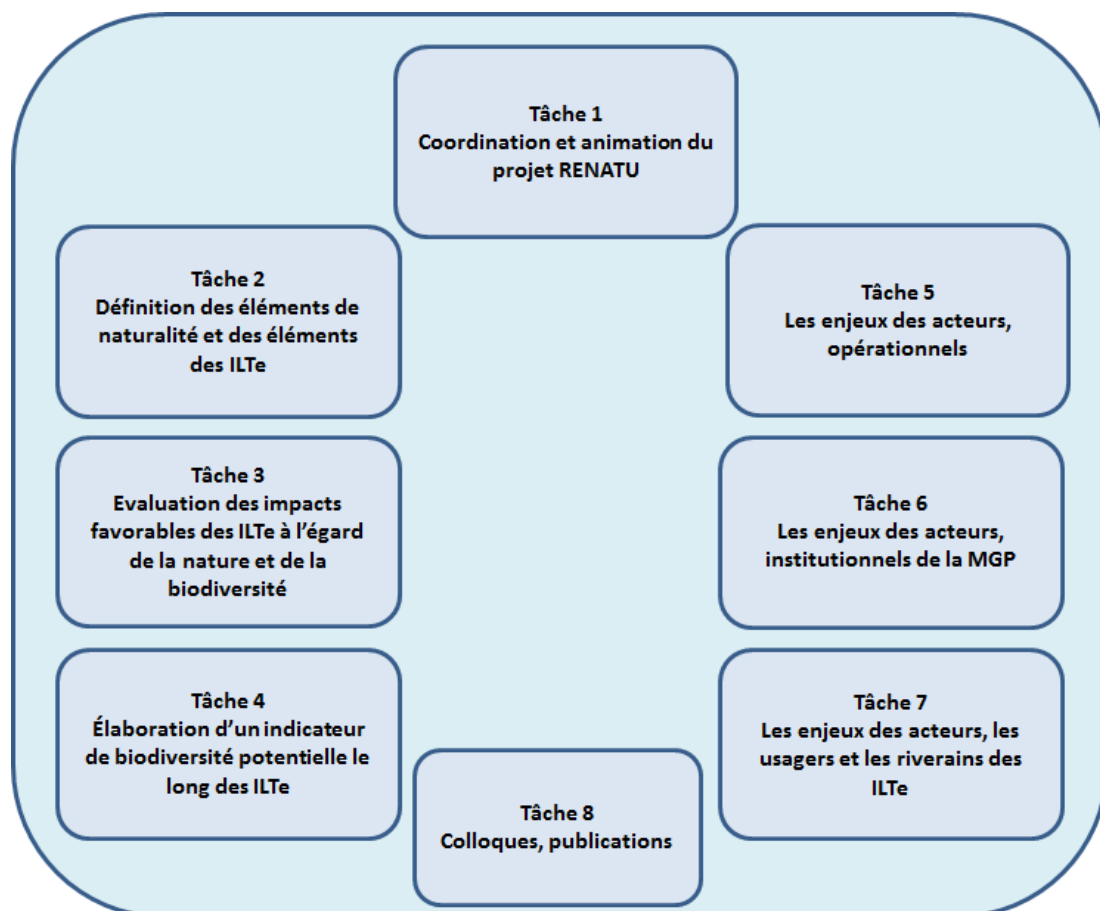 Tâche 1
Coordination et animation du
projet RENATU
Tâche 2
Définition des éléments de
naturalité et des éléments
des ILTe
Tâche 5
Les enjeux des acteurs,
opérationnels
Tâche 3
Evaluation des impacts
favorables des ILTe à l’égard
de la nature et de la
biodiversité
Tâche 6
Les enjeux des acteurs,
institutionnels de la MGP
Tâche 4
Élaboration d’un indicateur
de biodiversité potentielle le
long des ILTe
Tâche 7
Les enjeux des acteurs, les
usagers et les riverains des
ILTe
Tâche 8
Colloques, publications